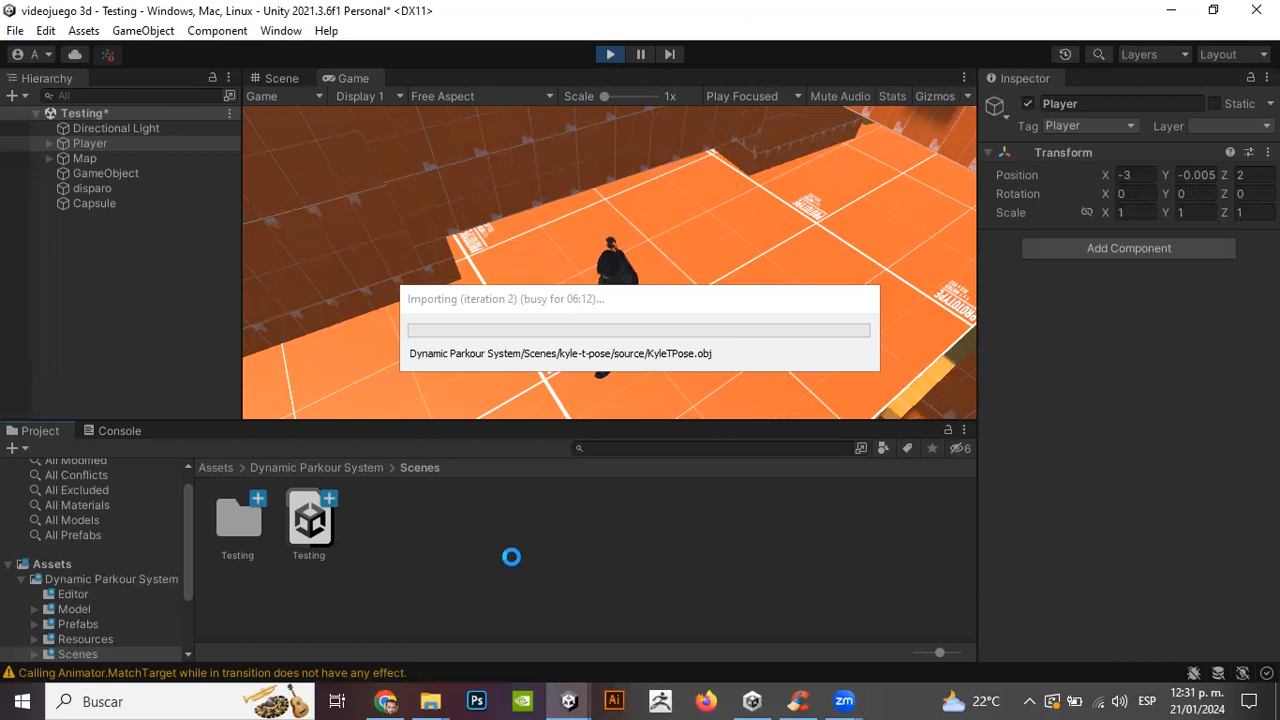 videojuego 3d - Testing - Windows, Mac, Linux - Unity 2021.3.6f1 Personal* <DX11>
File Edit Assets GameObject Component Window Help
A Layers Layout
Hierarchy Scene Game Inspector
All Game Display 1 Free Aspect Scale 1x Play Focused Mute Audio Stats Gizmos
Player Static
Testing*
Tag Player Layer
Directional Light
Player
Transform
Map
GameObject
Position X -3 Y -0.005 Z 2
disparo
Rotation X 0 Y 0 Z 0
Capsule
Scale X 1 Y 1 Z 1
Add Component
PROTOTYPE
PROTOTYPE
PROTOTYPE
Importing (iteration 2) (busy for 06:12)...
Dynamic Parkour System/Scenes/kyle-t-pose/source/KyleTPose.obj
Project Console
6
All Modified
Assets > Dynamic Parkour System > Scenes
All Conflicts
All Excluded
All Materials
All Models
All Prefabs
Testing Testing
Assets
Dynamic Parkour System
Editor
Model
Prefabs
Resources
Scenes
Calling Animator.MatchTarget while in transition does not have any effect.
Buscar
Ps
Ai
zm
22°C
ESP
12:31 p. m.
21/01/2024